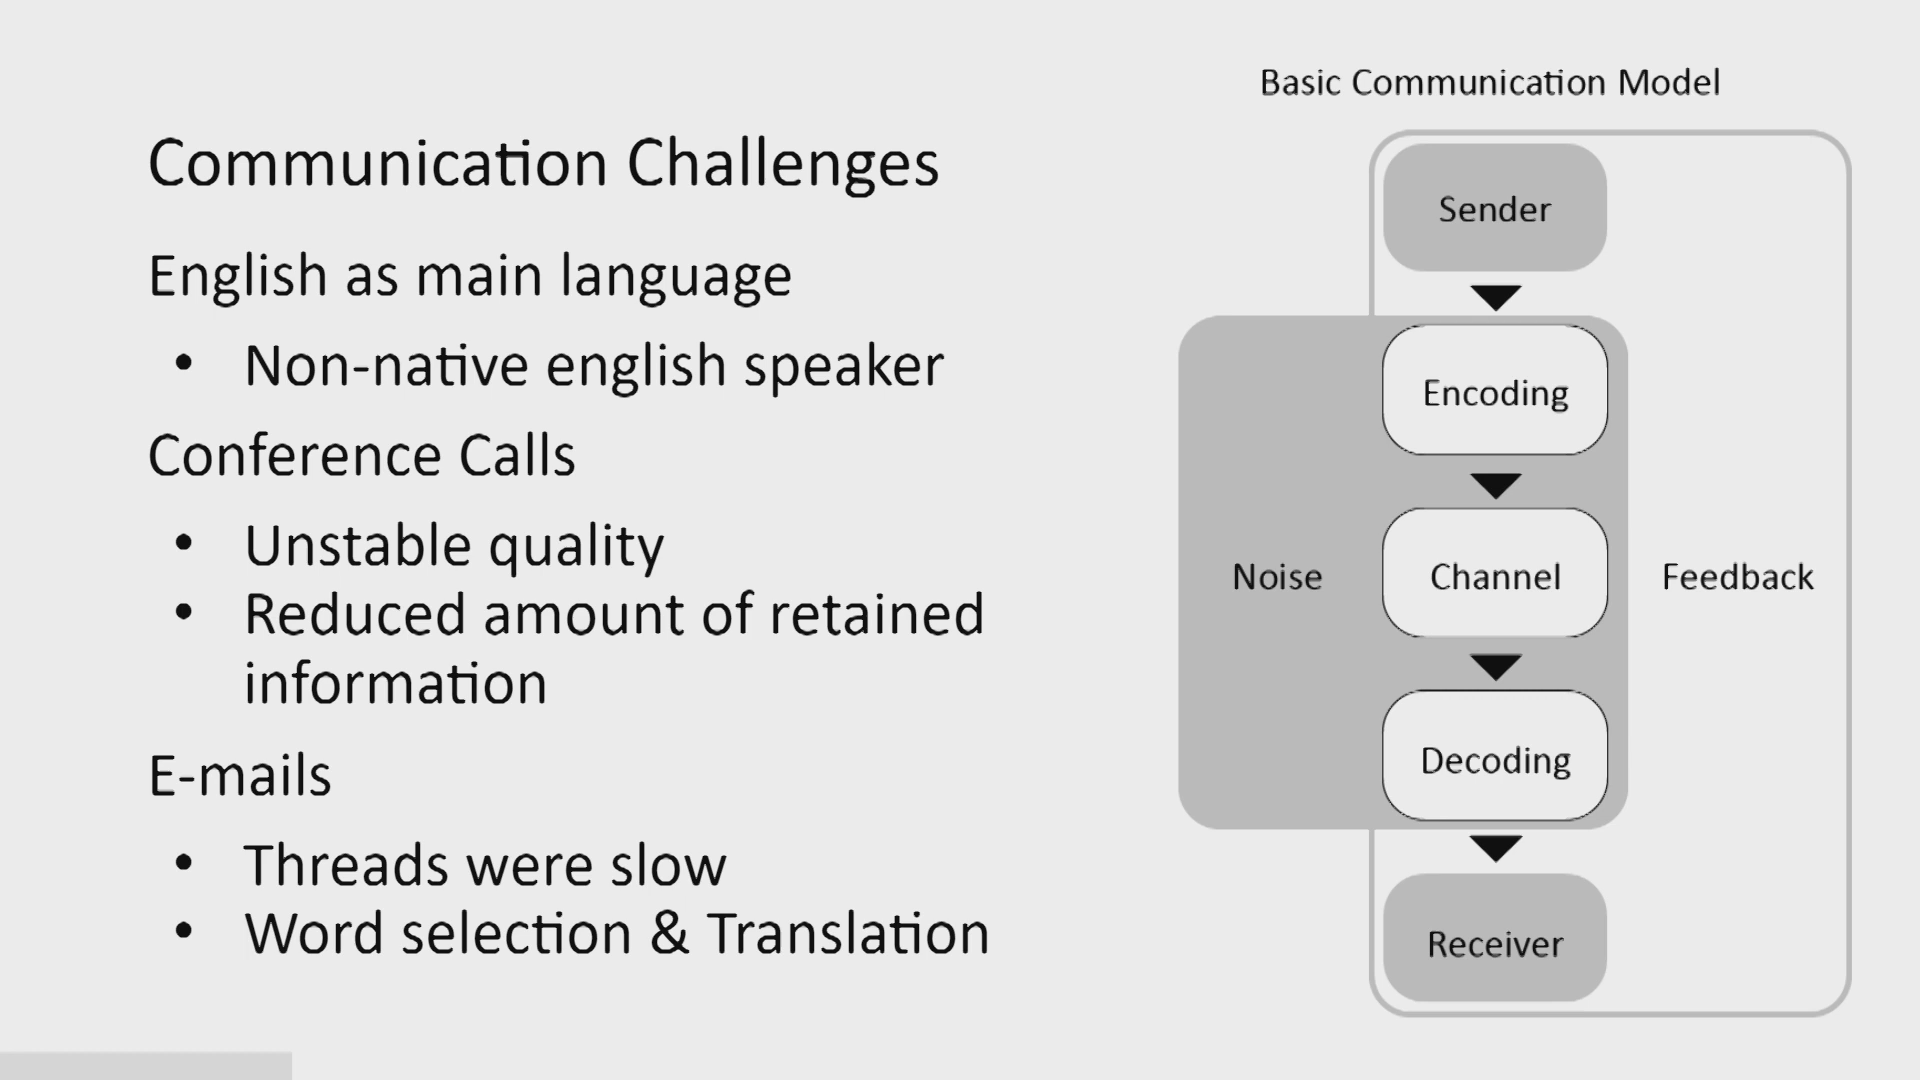 Basic Communication Model
Communication Challenges
English as main language
• Non-native english speaker
Conference Calls
• Unstable quality
• Reduced amount of retained
information
E-mails
• Threads were slow
• Word selection & Translation
Sender
Encoding
Noise
Channel
Feedback
Decoding
Receiver